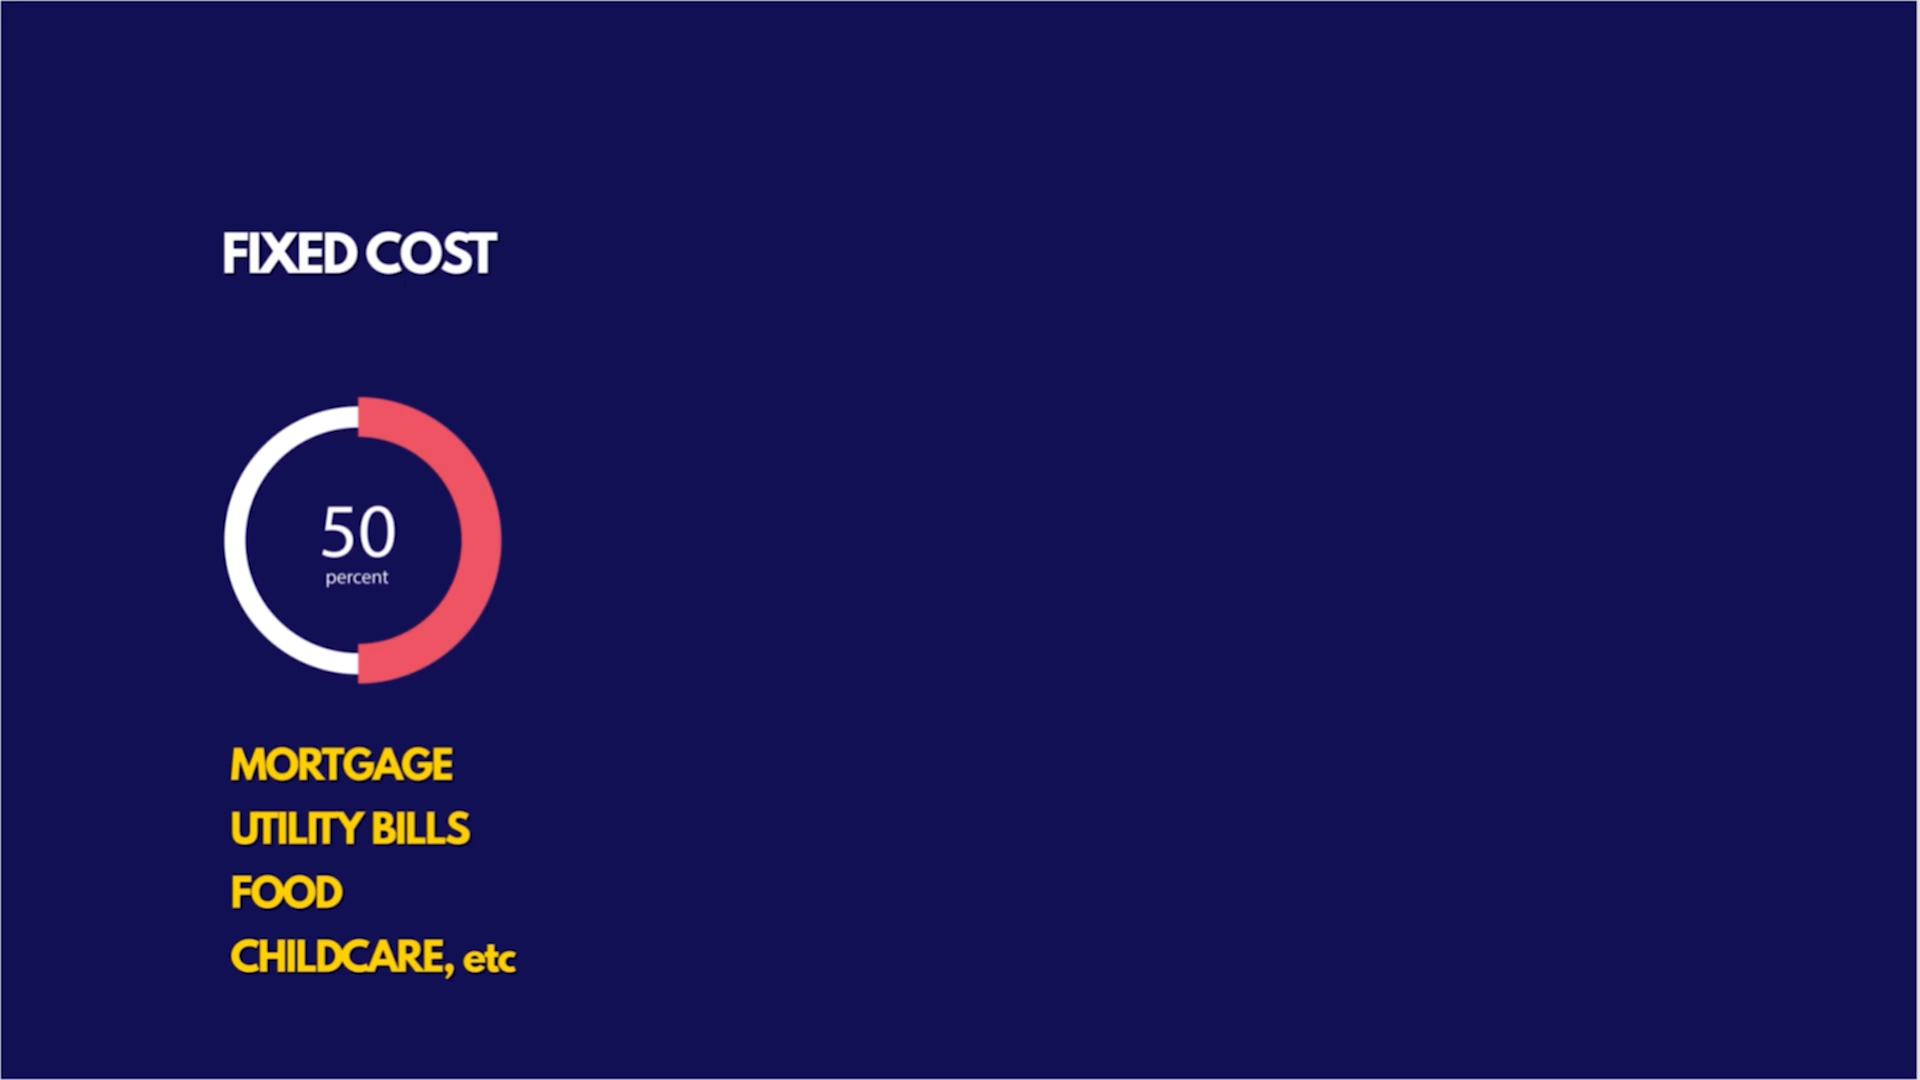 FIXED COST
50
percent
MORTGAGE
UTILITY BILLS
FOOD
CHILDCARE, etc